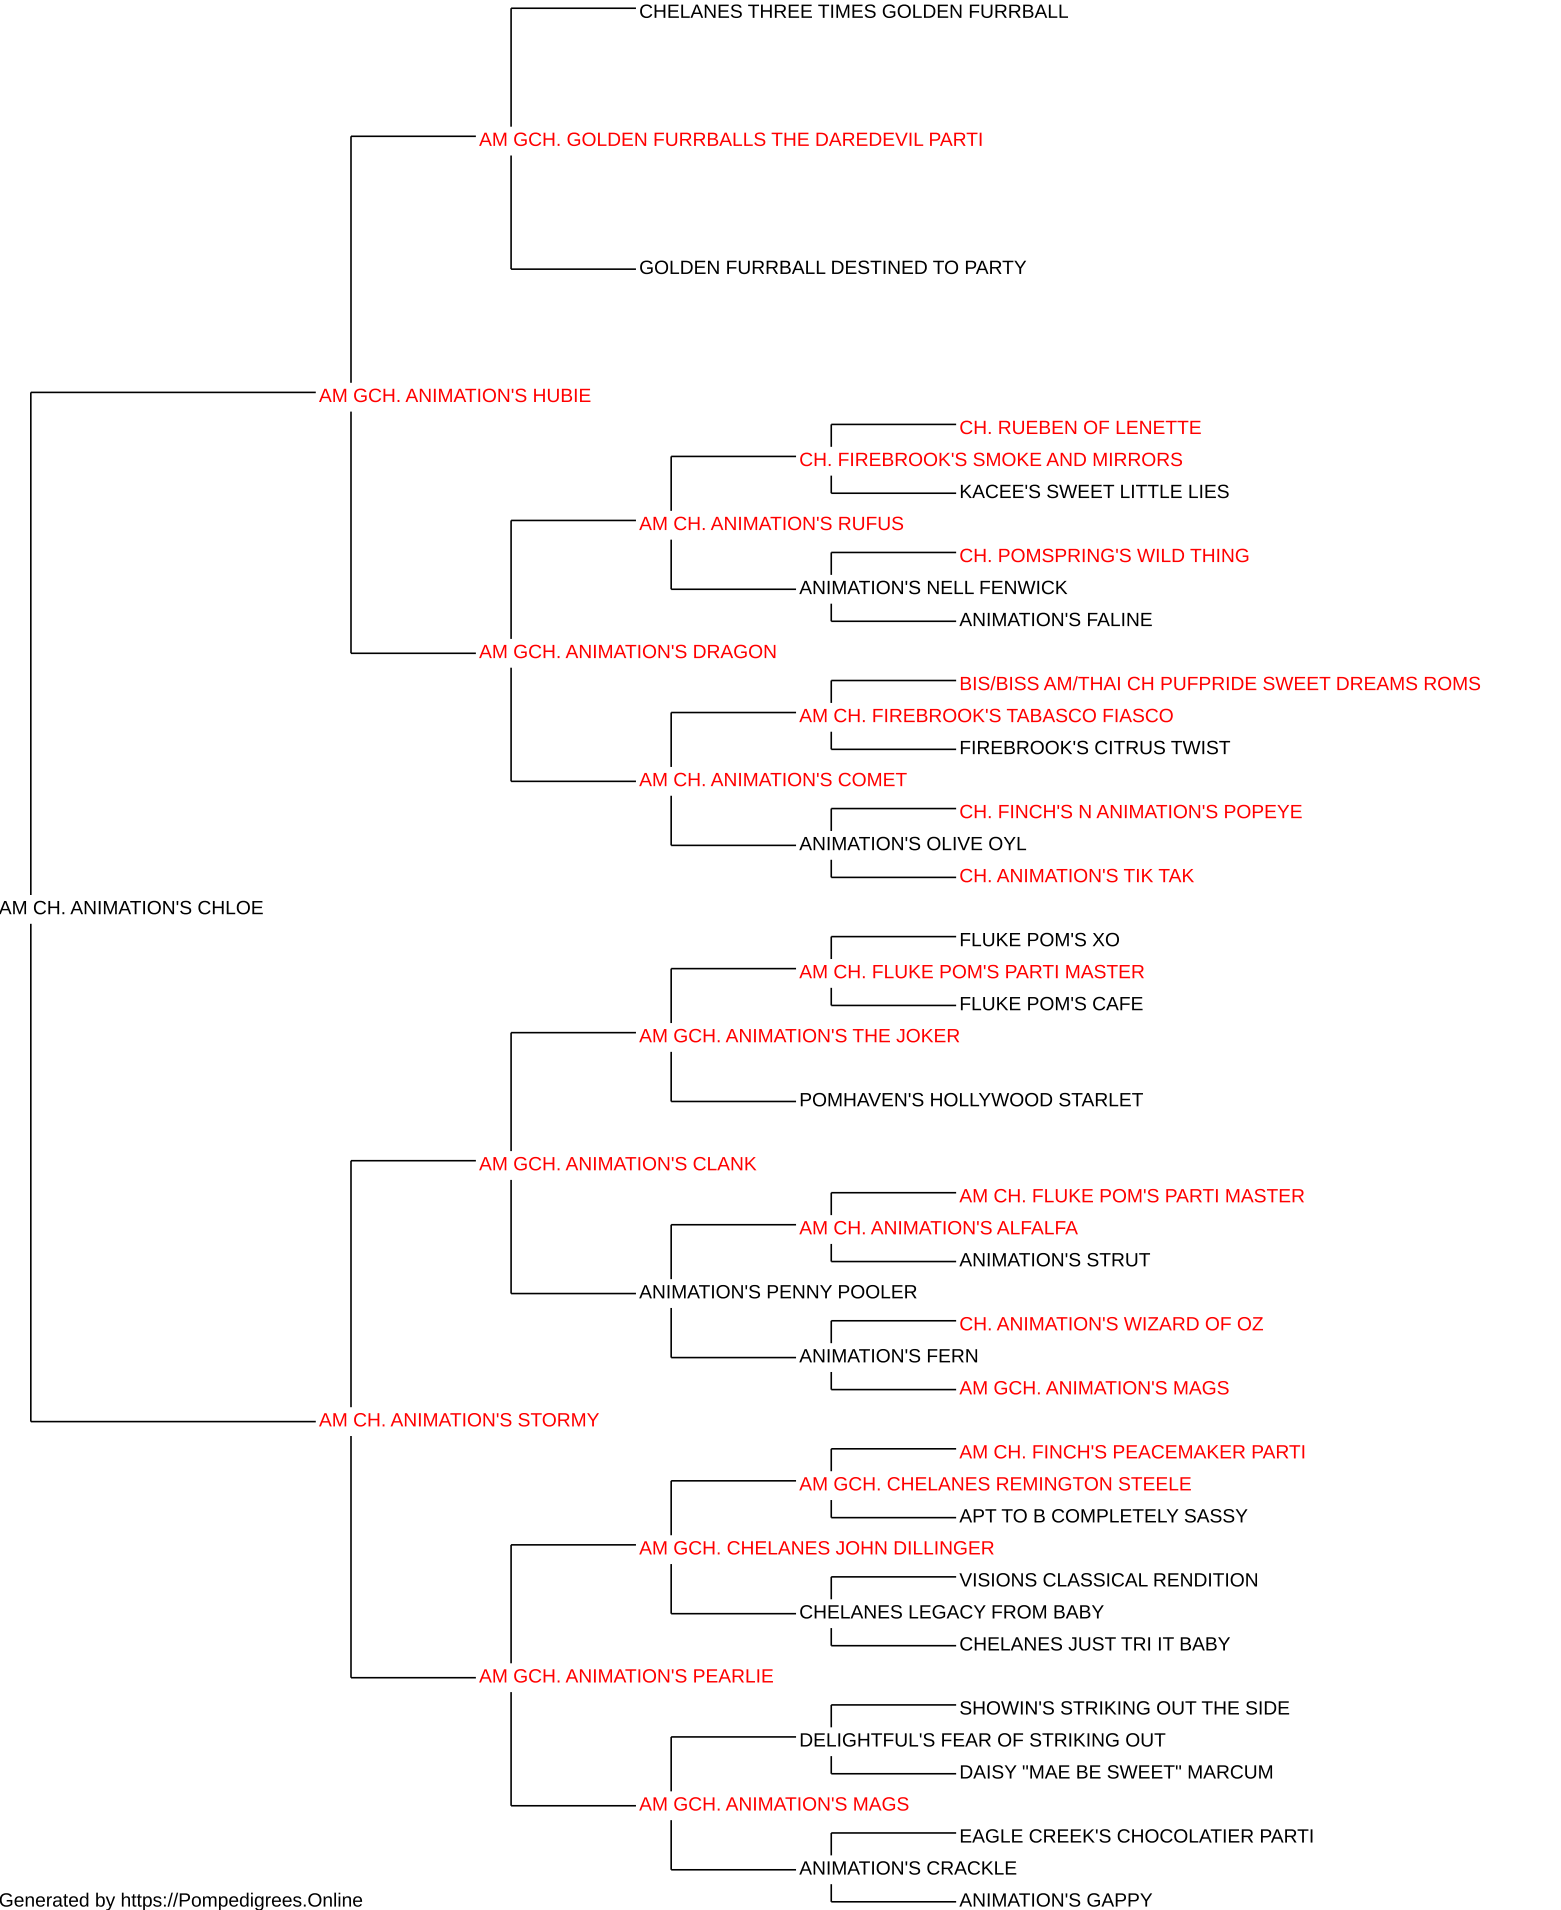 CHELANES THREE TIMES GOLDEN FURRBALL
AM GCH. GOLDEN FURRBALLS THE DAREDEVIL PARTI
GOLDEN FURRBALL DESTINED TO PARTY
AM GCH. ANIMATION'S HUBIE
CH. RUEBEN OF LENETTE
CH. FIREBROOK'S SMOKE AND MIRRORS
KACEE'S SWEET LITTLE LIES
AM CH. ANIMATION'S RUFUS
CH. POMSPRING'S WILD THING
ANIMATION'S NELL FENWICK
ANIMATION'S FALINE
AM GCH. ANIMATION'S DRAGON
BIS/BISS AM/THAI CH PUFPRIDE SWEET DREAMS ROMS
AM CH. FIREBROOK'S TABASCO FIASCO
FIREBROOK'S CITRUS TWIST
AM CH. ANIMATION'S COMET
CH. FINCH'S N ANIMATION'S POPEYE
ANIMATION'S OLIVE OYL
CH. ANIMATION'S TIK TAK
AM CH. ANIMATION'S CHLOE
FLUKE POM'S XO
AM CH. FLUKE POM'S PARTI MASTER
FLUKE POM'S CAFE
AM GCH. ANIMATION'S THE JOKER
POMHAVEN'S HOLLYWOOD STARLET
AM GCH. ANIMATION'S CLANK
AM CH. FLUKE POM'S PARTI MASTER
AM CH. ANIMATION'S ALFALFA
ANIMATION'S STRUT
ANIMATION'S PENNY POOLER
CH. ANIMATION'S WIZARD OF OZ
ANIMATION'S FERN
AM GCH. ANIMATION'S MAGS
AM CH. ANIMATION'S STORMY
AM CH. FINCH'S PEACEMAKER PARTI
AM GCH. CHELANES REMINGTON STEELE
APT TO B COMPLETELY SASSY
AM GCH. CHELANES JOHN DILLINGER
VISIONS CLASSICAL RENDITION
CHELANES LEGACY FROM BABY
CHELANES JUST TRI IT BABY
AM GCH. ANIMATION'S PEARLIE
SHOWIN'S STRIKING OUT THE SIDE
DELIGHTFUL'S FEAR OF STRIKING OUT
DAISY "MAE BE SWEET" MARCUM
AM GCH. ANIMATION'S MAGS
EAGLE CREEK'S CHOCOLATIER PARTI
ANIMATION'S CRACKLE
ANIMATION'S GAPPY
Generated by https://Pompedigrees.Online